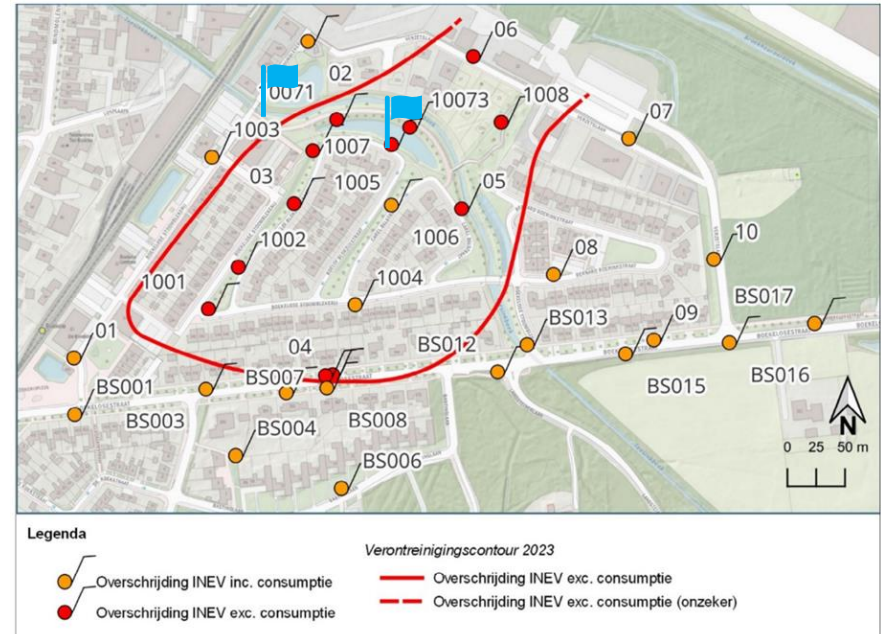 06
02
10071
10073
1008
07
1003
1007
03
1005
05
1006
1002
08
10
1001
1004
BS017
01
04
BS012
BS013
09
BS001
BS007
BOEKELOSESTRAAT
BS015
BS016
BS003
BS004
BS008
BS006
N
0 25 50 m
Legenda
Overschrijding INEV inc. consumptie
Overschrijding INEV exc. consumptie
Verontreinigingscontour 2023
Overschrijding INEV exc. consumptie
Overschrijding INEV exc. consumptie (onzeker)